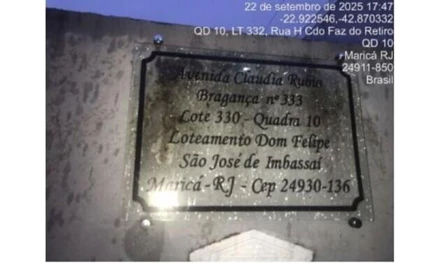 22 de setembro de 2025 17:47
-22.922546,-42.870332
QD 10, LT 332, Rua H Cdo Faz do Retiro
QD 10
Maricá RJ
24911-850
Brasil
Avenida Claudia Rubio
Bragança nº 333
Lote 330 - Quadra 10
Loteamento Dom Felipe
São José de Imbassaí
Maricá - RJ - Cep 24930-136